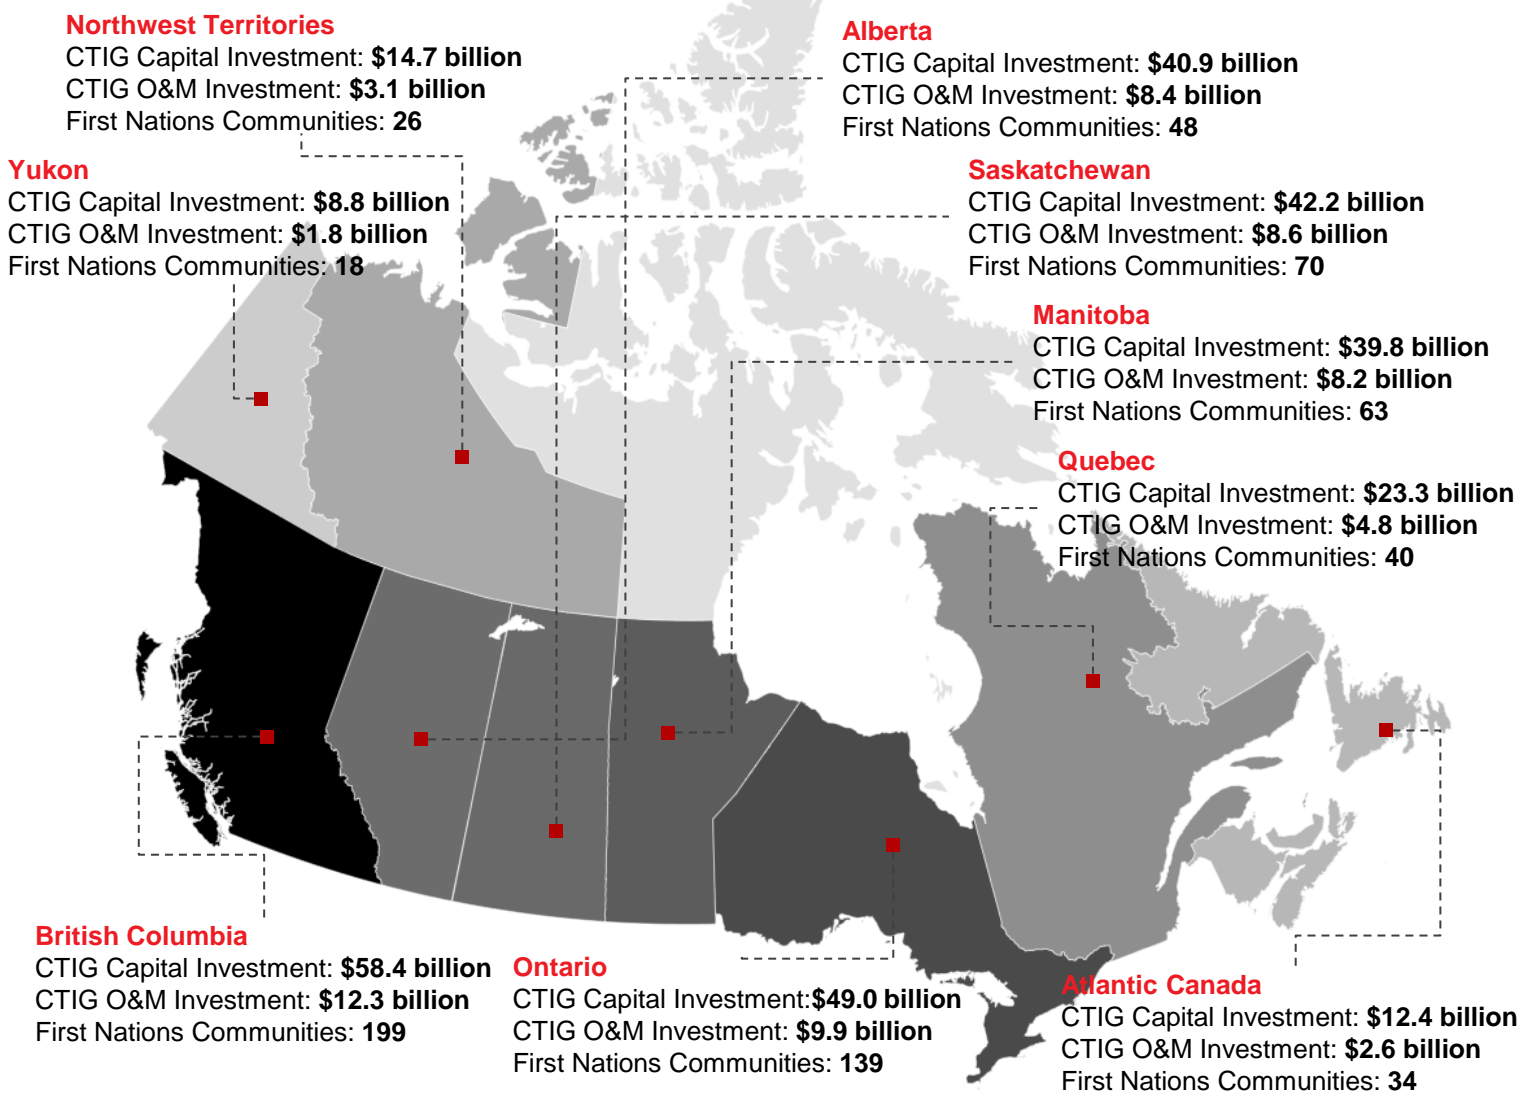 Northwest Territories
CTIG Capital Investment: $14.7 billion
CTIG O&M Investment: $3.1 billion
First Nations Communities: 26
Alberta
CTIG Capital Investment: $40.9 billion
CTIG O&M Investment: $8.4 billion
First Nations Communities: 48
Yukon
CTIG Capital Investment: $8.8 billion
CTIG O&M Investment: $1.8 billion
First Nations Communities: 18
Saskatchewan
CTIG Capital Investment: $42.2 billion
CTIG O&M Investment: $8.6 billion
First Nations Communities: 70
Manitoba
CTIG Capital Investment: $39.8 billion
CTIG O&M Investment: $8.2 billion
First Nations Communities: 63
Quebec
CTIG Capital Investment: $23.3 billion
CTIG O&M Investment: $4.8 billion
First Nations Communities: 40
British Columbia
CTIG Capital Investment: $58.4 billion
CTIG O&M Investment: $12.3 billion
First Nations Communities: 199
Ontario
CTIG Capital Investment:$49.0 billion
CTIG O&M Investment: $9.9 billion
First Nations Communities: 139
Atlantic Canada
CTIG Capital Investment: $12.4 billion
CTIG O&M Investment: $2.6 billion
First Nations Communities: 34